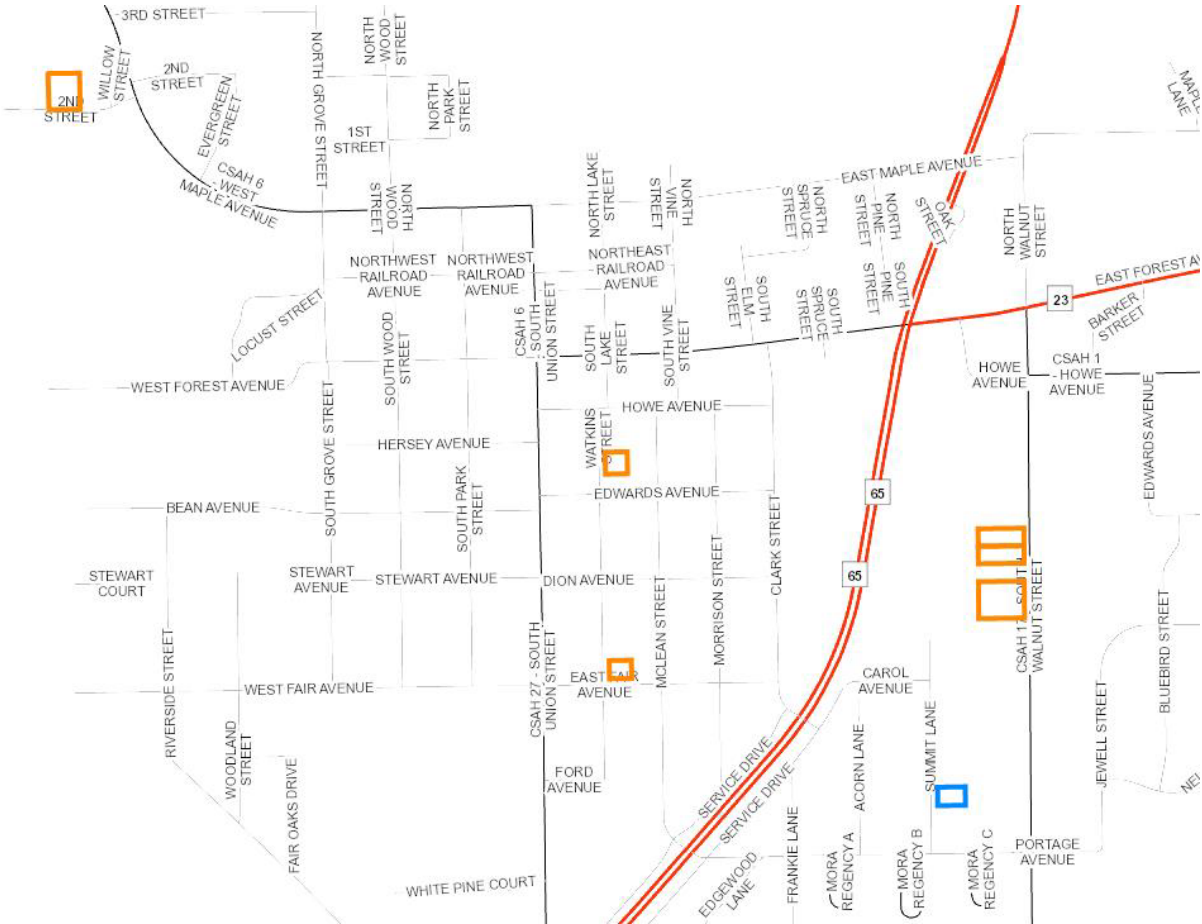 3RD STREET
NORTH
WOOD
STREET
NORTH GROVE STREET
WILLOW
STREET
2ND
STREET
2ND
STREET
EVERGREEN
STREET
NORTH
PARK
STREET
1ST
STREET
CSAH 6
- WEST
MAPLE AVENUE
NORTH
WOOD
STREET
NORTH LAKE
STREET
NORTH
VINE
STREET
EAST MAPLE AVENUE
NORTH
SPRUCE
STREET
NORTH
PINE
STREET
OAK
STREET
NORTH
WALNUT
STREET
MAPLE
LANE
NORTHWEST
RAILROAD
AVENUE
NORTHWEST
RAILROAD
AVENUE
NORTHEAST
RAILROAD
AVENUE
SOUTH
ELM
STREET
SOUTH
SPRUCE
STREET
SOUTH
PINE
STREET
EAST FOREST AV
23
BARKER
STREET
LOCUST STREET
SOUTH WOOD
STREET
CSAH 6
- SOUTH
UNION STREET
SOUTH
LAKE
STREET
SOUTH VINE
STREET
WEST FOREST AVENUE
HOWE
AVENUE
CSAH 1
- HOWE
AVENUE
HOWE AVENUE
SOUTH GROVE STREET
HERSEY AVENUE
WATKINS
STREET
EDWARDS AVENUE
EDWARDS AVENUE
65
BEAN AVENUE
SOUTH PARK
STREET
CLARK STREET
STEWART
COURT
STEWART
AVENUE
STEWART AVENUE
DION AVENUE
65
MORRISON STREET
MCLEAN STREET
CSAH 17 - SOUTH
WALNUT STREET
BLUEBIRD STREET
RIVERSIDE STREET
WEST FAIR AVENUE
CSAH 27 - SOUTH
UNION STREET
EAST FAIR
AVENUE
CAROL
AVENUE
WOODLAND
STREET
FAIR OAKS DRIVE
FORD
AVENUE
SERVICE DRIVE
SERVICE DRIVE
ACORN LANE
SUMMIT LANE
JEWELL STREET
NE
FRANKIE LANE
EDGEWOOD
LANE
MORA
REGENCY A
MORA
REGENCY B
MORA
REGENCY C
PORTAGE
AVENUE
WHITE PINE COURT